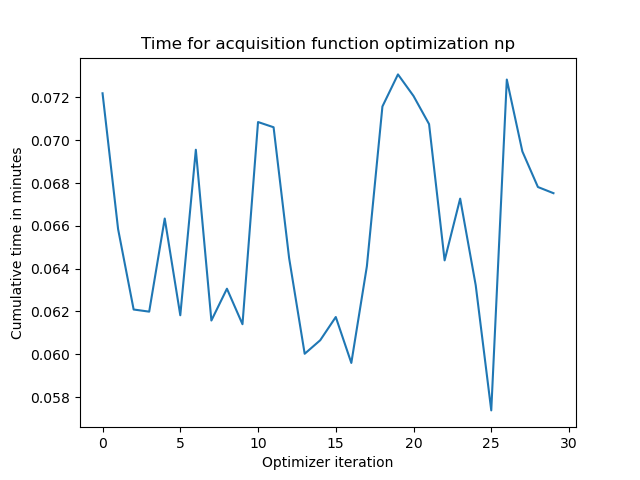 Time for acquisition function optimization np
Cumulative time in minutes
0.072
0.070
0.068
0.066
0.064
0.062
0.060
0.058
0 5 10 15 20 25 30
Optimizer iteration